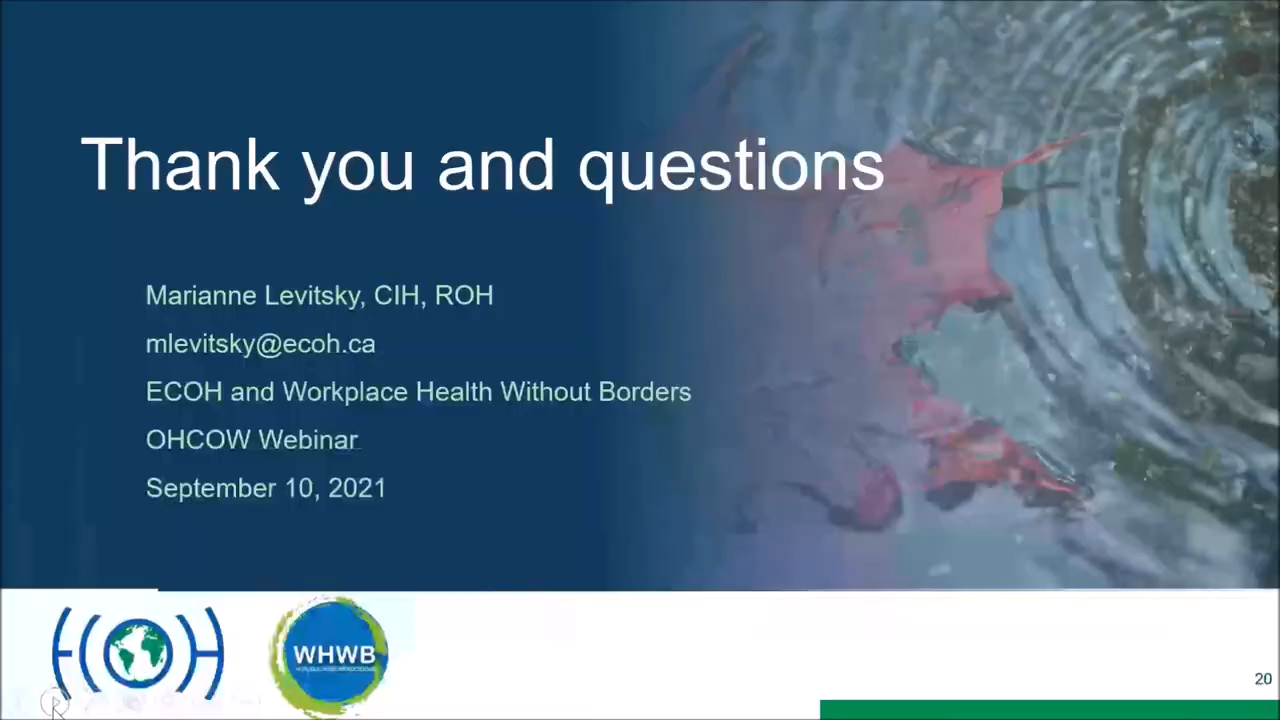 Thank you and questions
Marianne Levitsky, CIH, ROH
mlevitsky@ecoh.ca
ECOH and Workplace Health Without Borders
OHCOW Webinar
September 10, 2021
WHWB
20